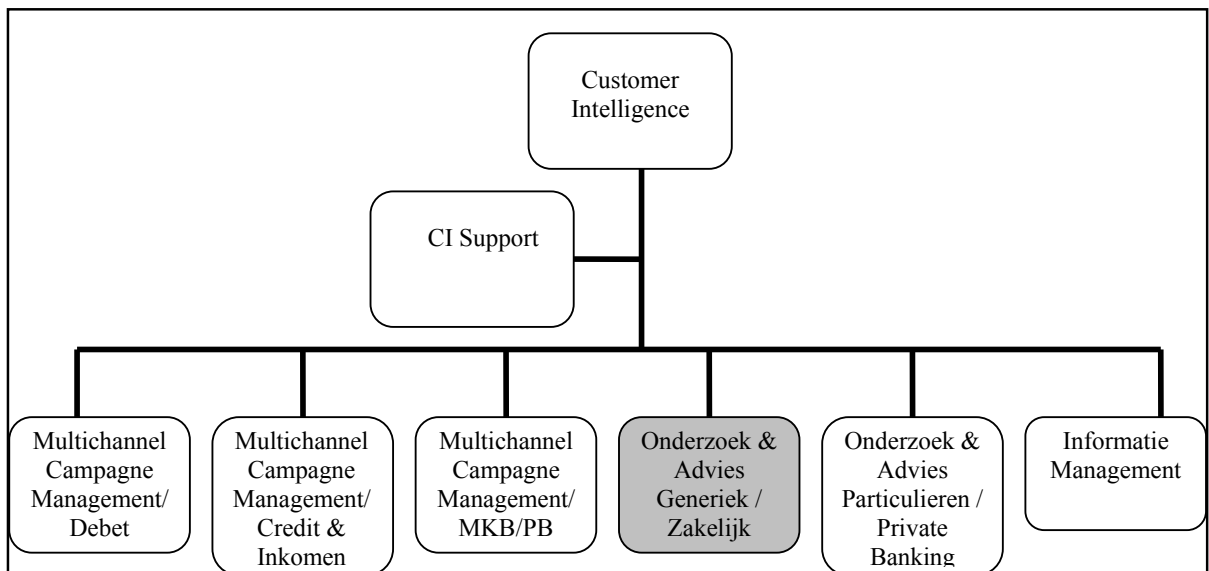 Customer
Intelligence
CI Support
Multichannel
Campagne
Management/
Debet
Multichannel
Campagne
Management/
Credit &
Inkomen
Multichannel
Campagne
Management/
MKB/PB
Onderzoek &
Advies
Generiek /
Zakelijk
Onderzoek &
Advies
Particulieren /
Private
Banking
Informatie
Management